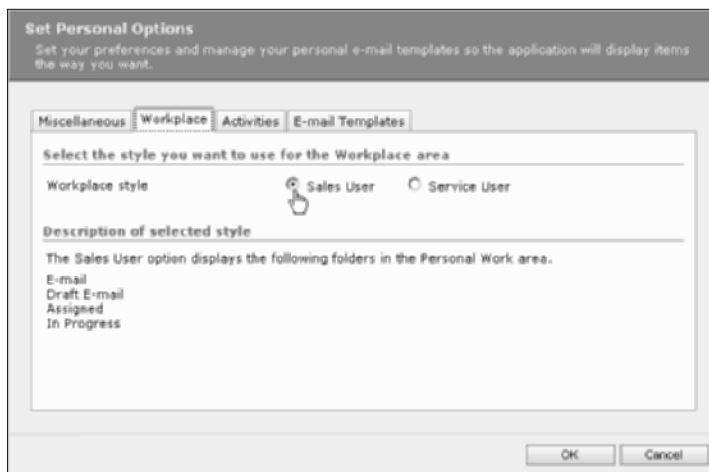 Set Personal Options
Set your preferences and manage your personal e-mail templates so the application will display items
the way you want.
Miscellaneous Workplace Activities E-mail Templates
Select the style you want to use for the Workplace area
Workplace style Sales User Service User
Description of selected style
The Sales User option displays the following folders in the Personal Work area.
E-mail
Draft E-mail
Assigned
In Progress
OK Cancel